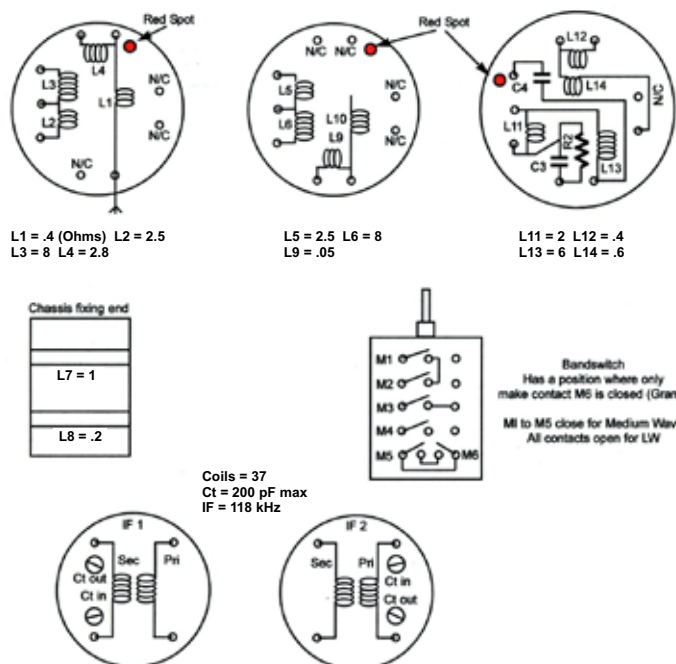 Red Spot
L4
L3
L1
L2
N/C
N/C
N/C
N/C
N/C
Red Spot
L5
L6
L10
L9
N/C
N/C
L12
C4
L14
N/C
L11
R2
C3
L13
L1 = .4 (Ohms) L2 = 2.5
L3 = 8 L4 = 2.8
L5 = 2.5 L6 = 8
L9 = .05
L11 = 2 L12 = .4
L13 = 6 L14 = .6
Chassis fixing end
L7 = 1
L8 = .2
M1
M2
M3
M4
M5
M6
Bandswitch
Has a position where only
make contact M6 is closed (Gram
MI to M5 close for Medium Wav
All contacts open for LW
Coils = 37
Ct = 200 pF max
IF = 118 kHz
IF 1
Sec
Pri
Ct out
Ct in
IF 2
Sec
Pri
Ct in
Ct out